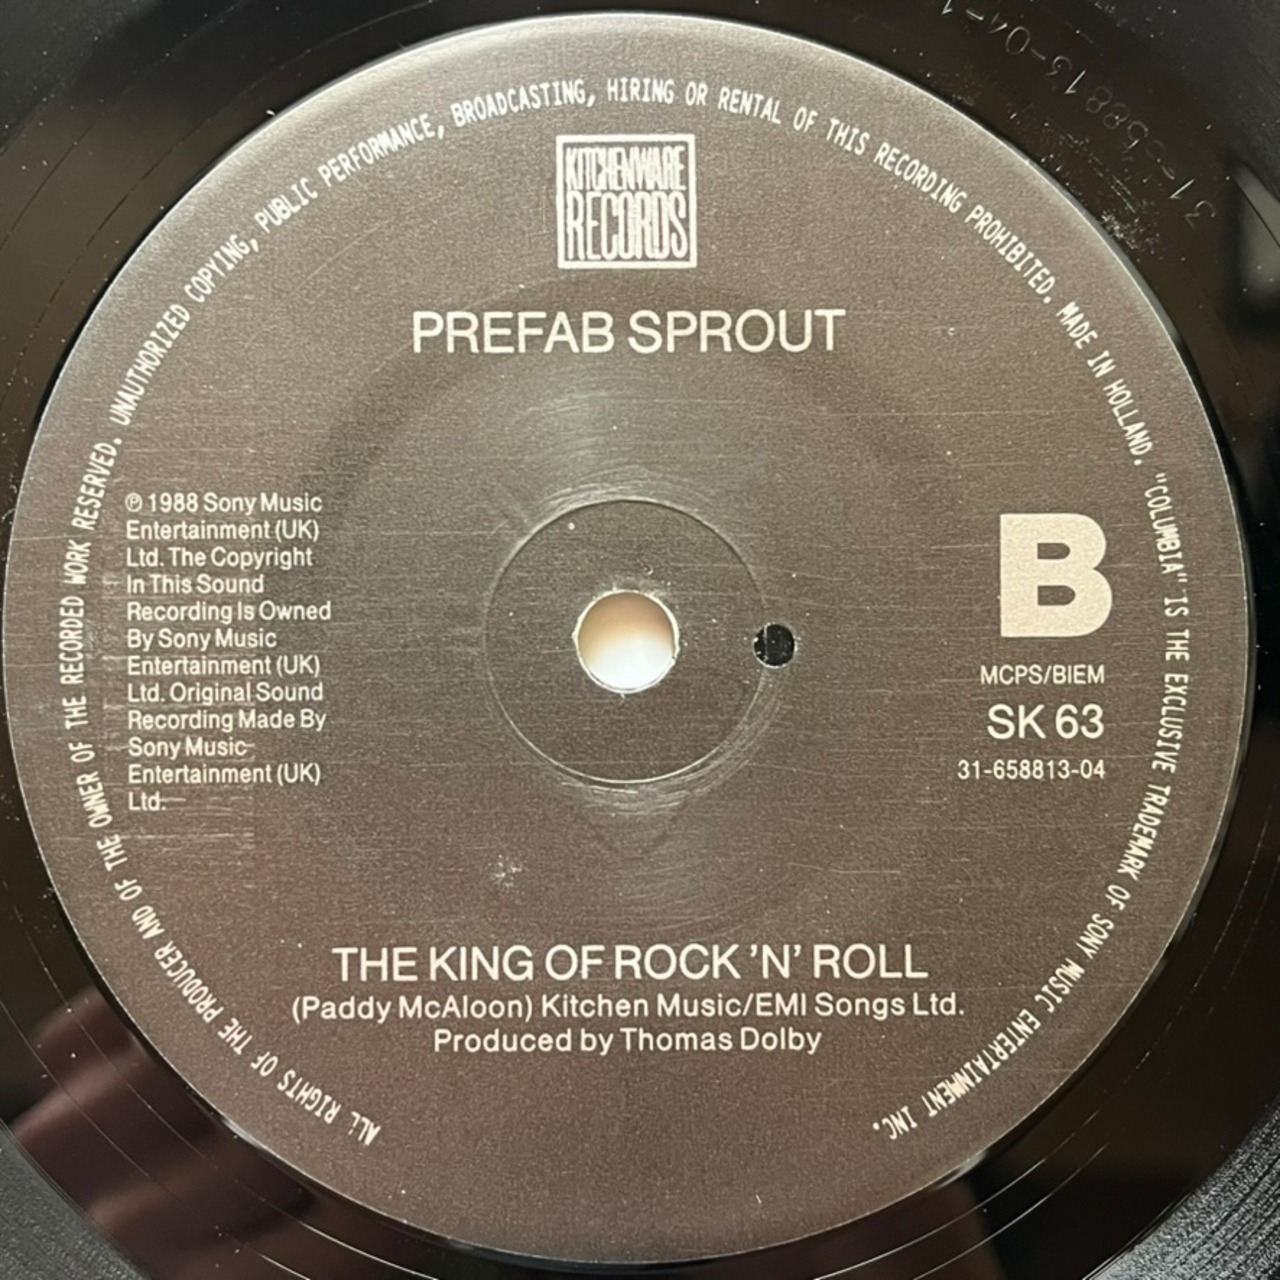 ALL RIGHTS OF THE PRODUCER AND OF THE OWNER OF THE RECORDED WORK RESERVED. UNAUTHORIZED COPYING, PUBLIC PERFORMANCE, BROADCASTING, HIRING OR RENTAL OF THIS RECORDING PROHIBITED. MADE IN HOLLAND. "COLUMBIA" IS THE EXCLUSIVE TRADEMARK OF SONY MUSIC ENTERTAINMENT INC.
KITCHENWARE
RECORDS
PREFAB SPROUT
℗ 1988 Sony Music
Entertainment (UK)
Ltd. The Copyright
In This Sound
Recording Is Owned
By Sony Music
Entertainment (UK)
Ltd. Original Sound
Recording Made By
Sony Music
Entertainment (UK)
Ltd.
B
MCPS/BIEM
SK 63
31-658813-04
THE KING OF ROCK 'N' ROLL
(Paddy McAloon) Kitchen Music/EMI Songs Ltd.
Produced by Thomas Dolby